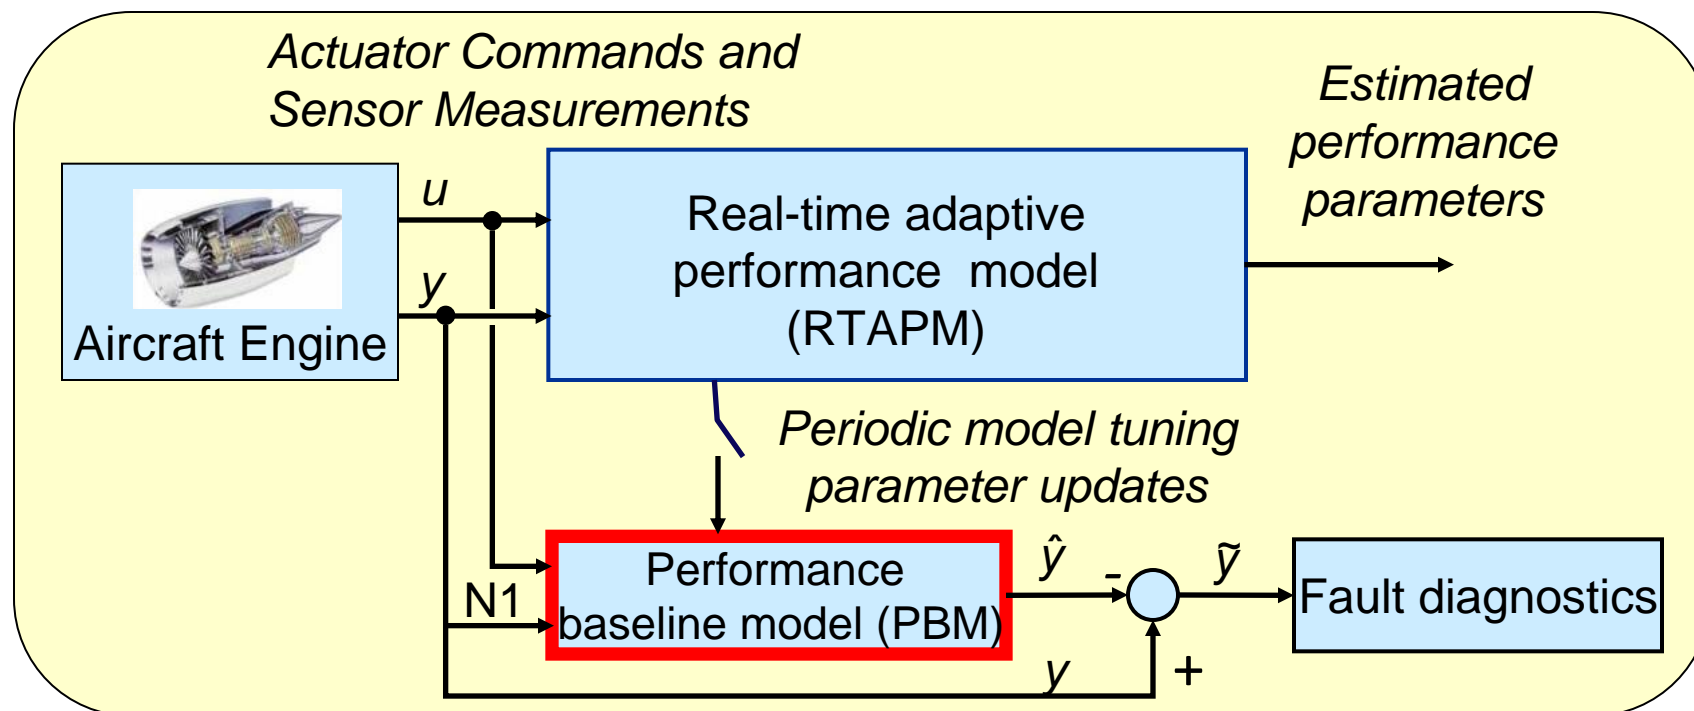 Actuator Commands and
Sensor Measurements
Estimated
performance
parameters
u
y
Aircraft Engine
Real-time adaptive
performance model
(RTAPM)
Periodic model tuning
parameter updates
N1
Performance
baseline model (PBM)
ŷ
-
ỹ
Fault diagnostics
y
+